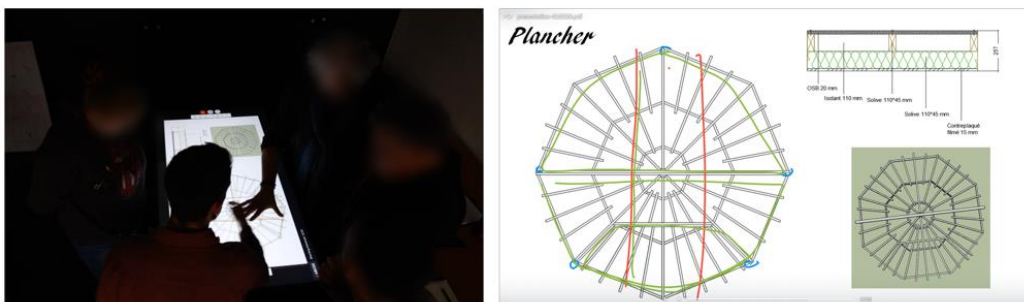 Plancher
257
OSB 20 mm
Isolant 110 mm
Solive 110*45 mm
Solive 110*45 mm
Contreplaqué
filmé 15 mm